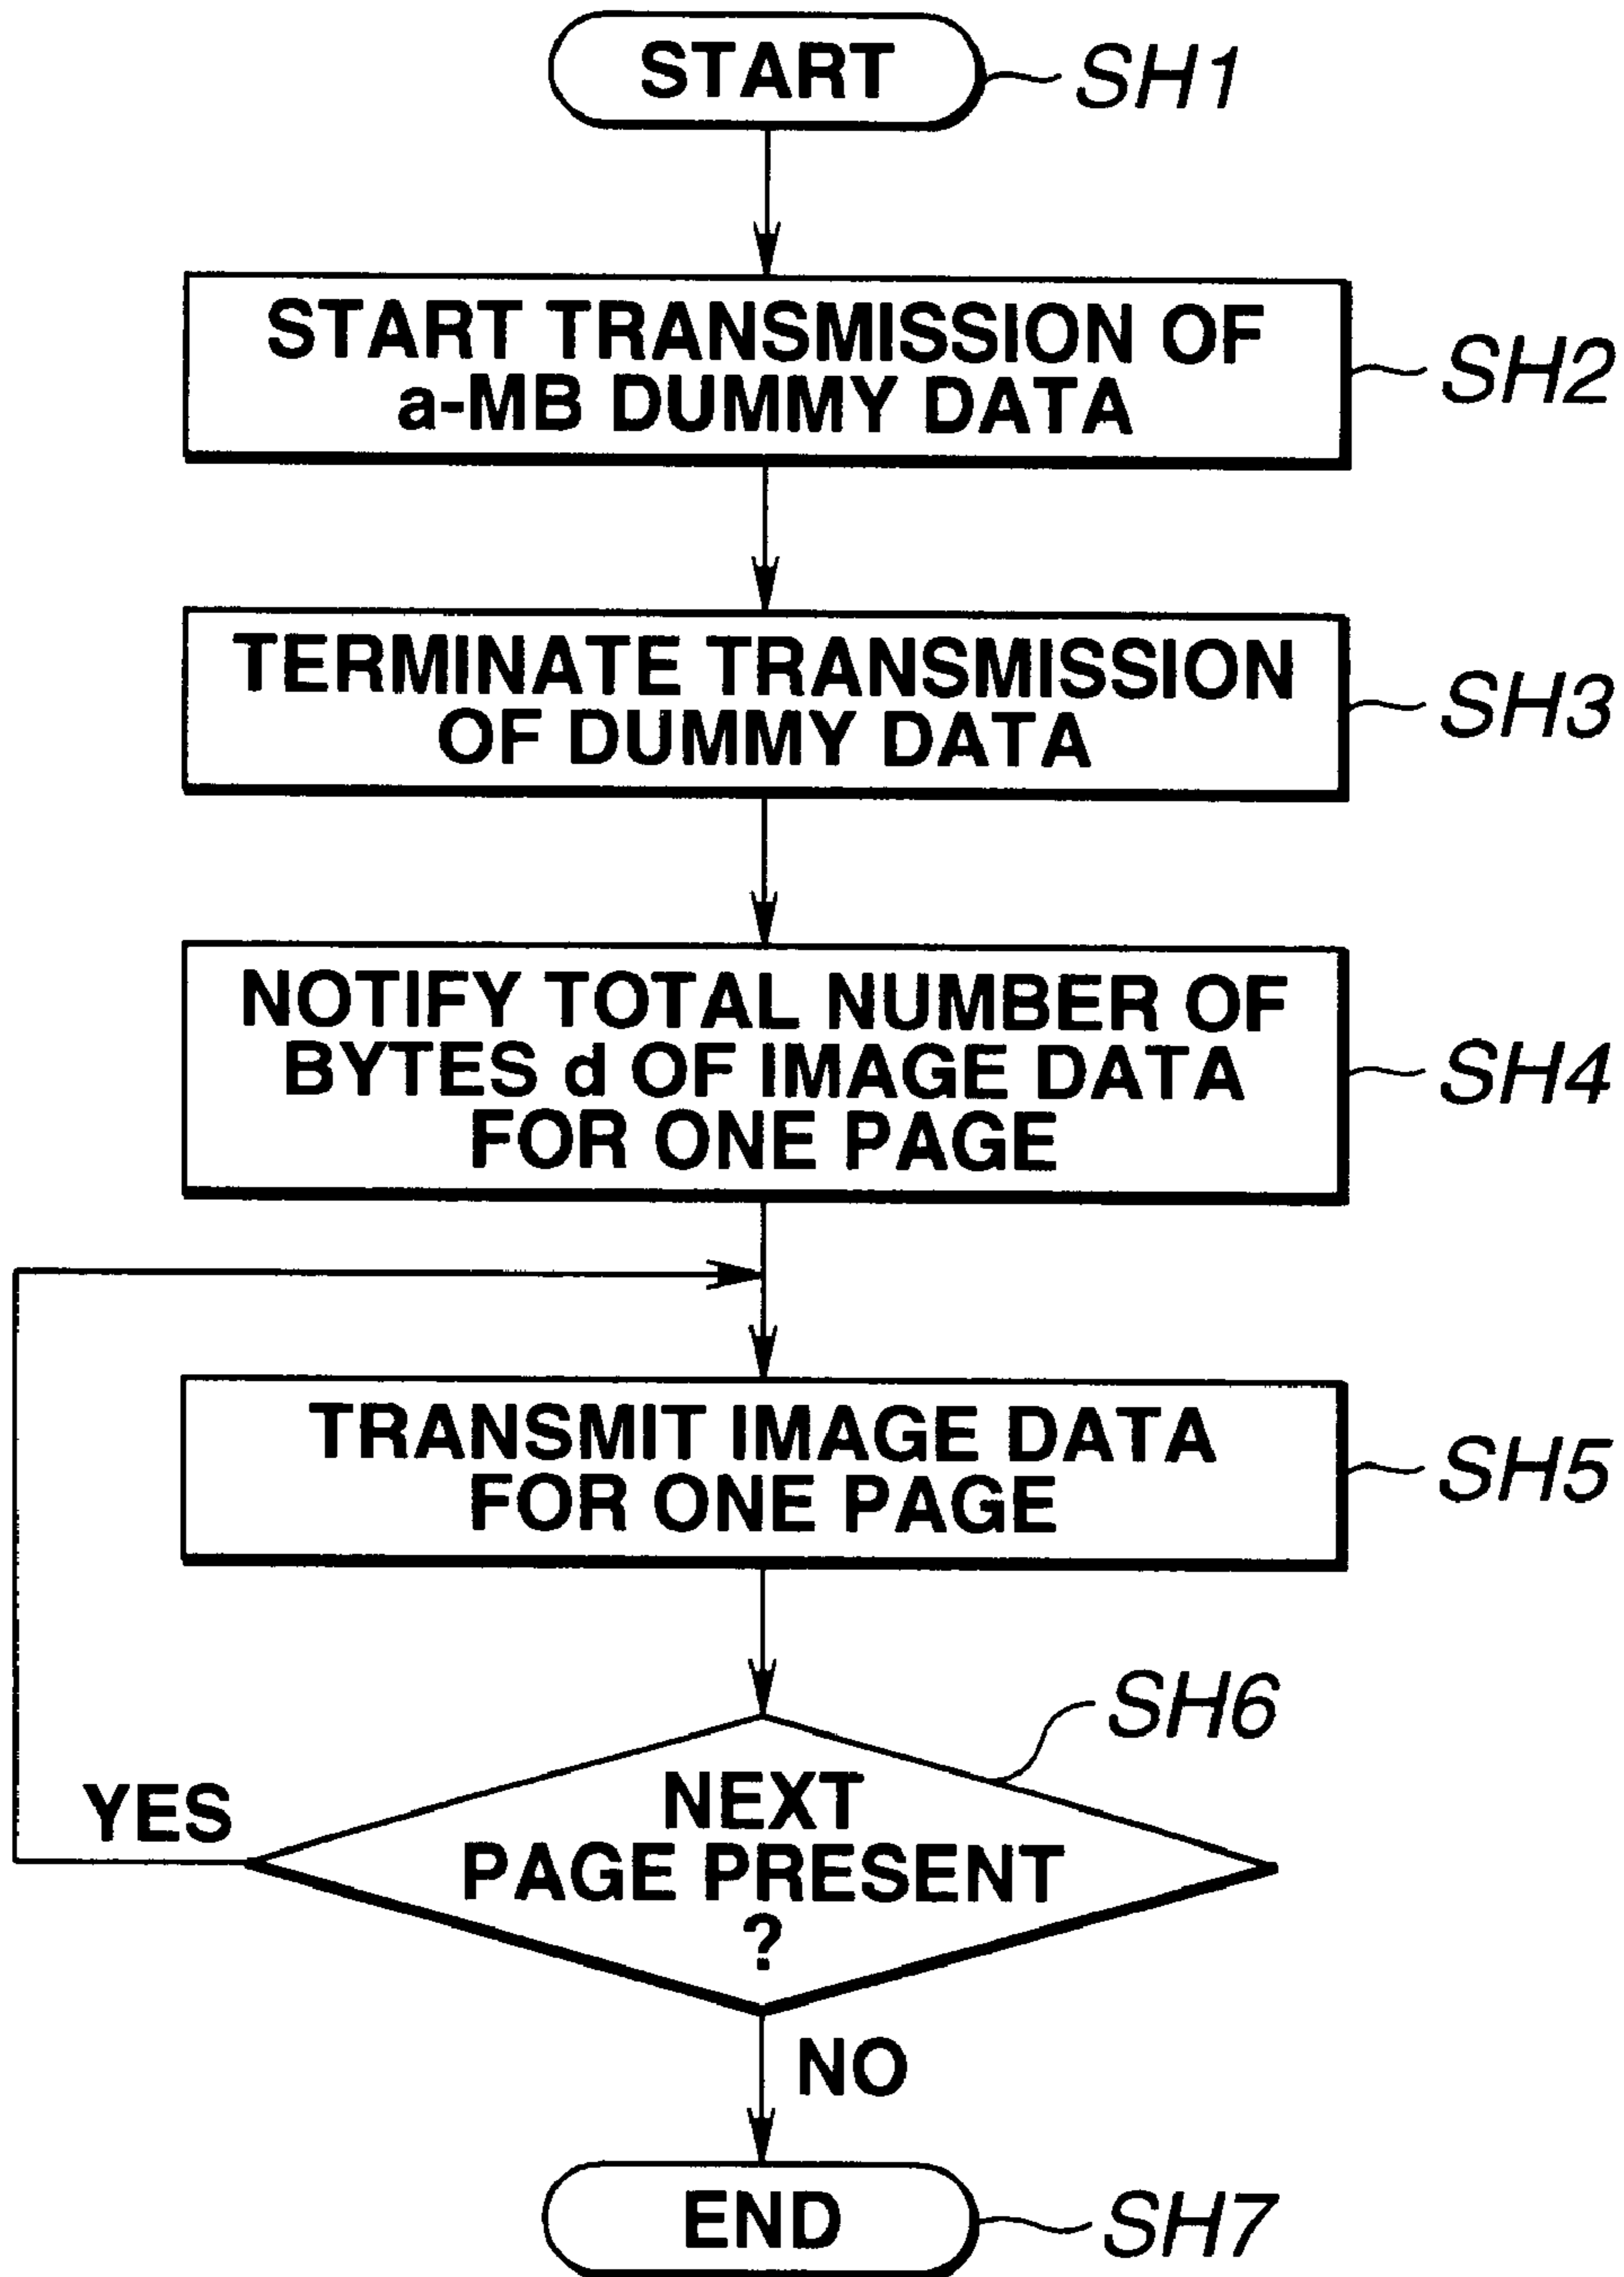 START
SH1
START TRANSMISSION OF
a-MB DUMMY DATA
SH2
TERMINATE TRANSMISSION
OF DUMMY DATA
SH3
NOTIFY TOTAL NUMBER OF
BYTES d OF IMAGE DATA
FOR ONE PAGE
SH4
TRANSMIT IMAGE DATA
FOR ONE PAGE
SH5
SH6
YES
NEXT
PAGE PRESENT
?
NO
END
SH7